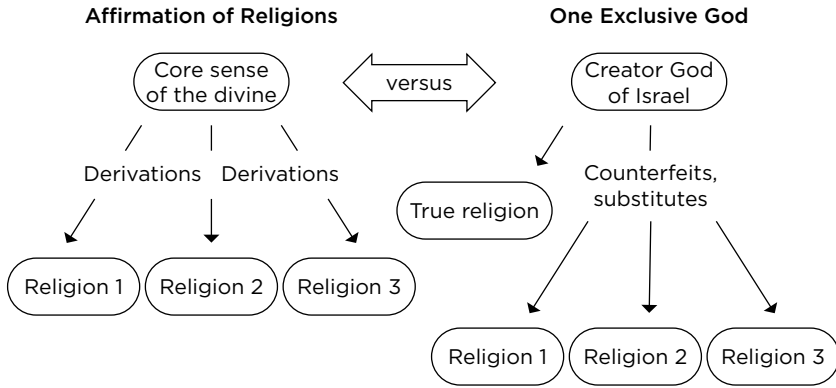 Affirmation of Religions
One Exclusive God
Core sense
of the divine
versus
Creator God
of Israel
Derivations
Derivations
Counterfeits,
substitutes
True religion
Religion 1
Religion 2
Religion 3
Religion 1
Religion 2
Religion 3